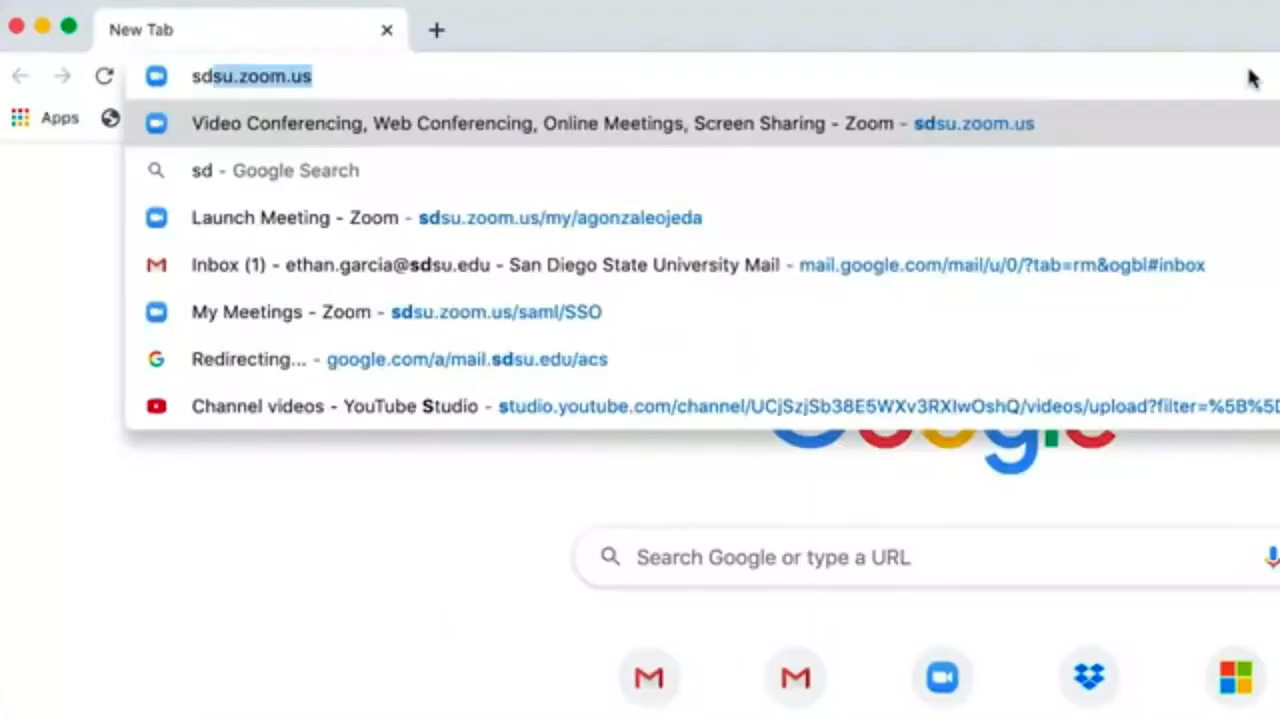 New Tab
sdsu.zoom.us
Apps
Video Conferencing, Web Conferencing, Online Meetings, Screen Sharing - Zoom - sdsu.zoom.us
sd - Google Search
Launch Meeting - Zoom - sdsu.zoom.us/my/agonzaleojeda
Inbox (1) - ethan.garcia@sdsu.edu - San Diego State University Mail - mail.google.com/mail/u/0/?tab=rm&ogbl#inbox
My Meetings - Zoom - sdsu.zoom.us/saml/SSO
Redirecting... - google.com/a/mail.sdsu.edu/acs
Channel videos - YouTube Studio - studio.youtube.com/channel/UCjSzjSb38E5WXv3RXIwOshQ/videos/upload?filter=%5B%5D
Google
Search Google or type a URL